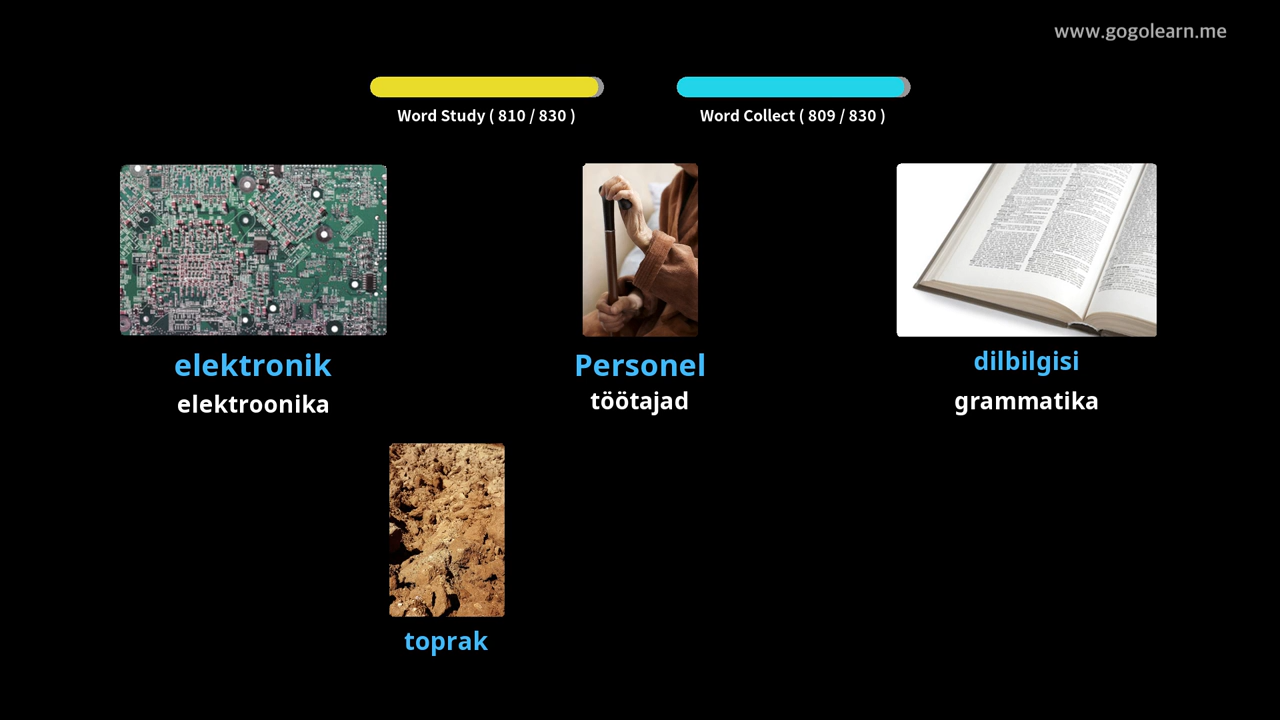 www.gogolearn.me
Word Study ( 810 / 830 )
Word Collect ( 809 / 830 )
elektronik
elektroonika
Personel
töötajad
dilbilgisi
grammatika
toprak